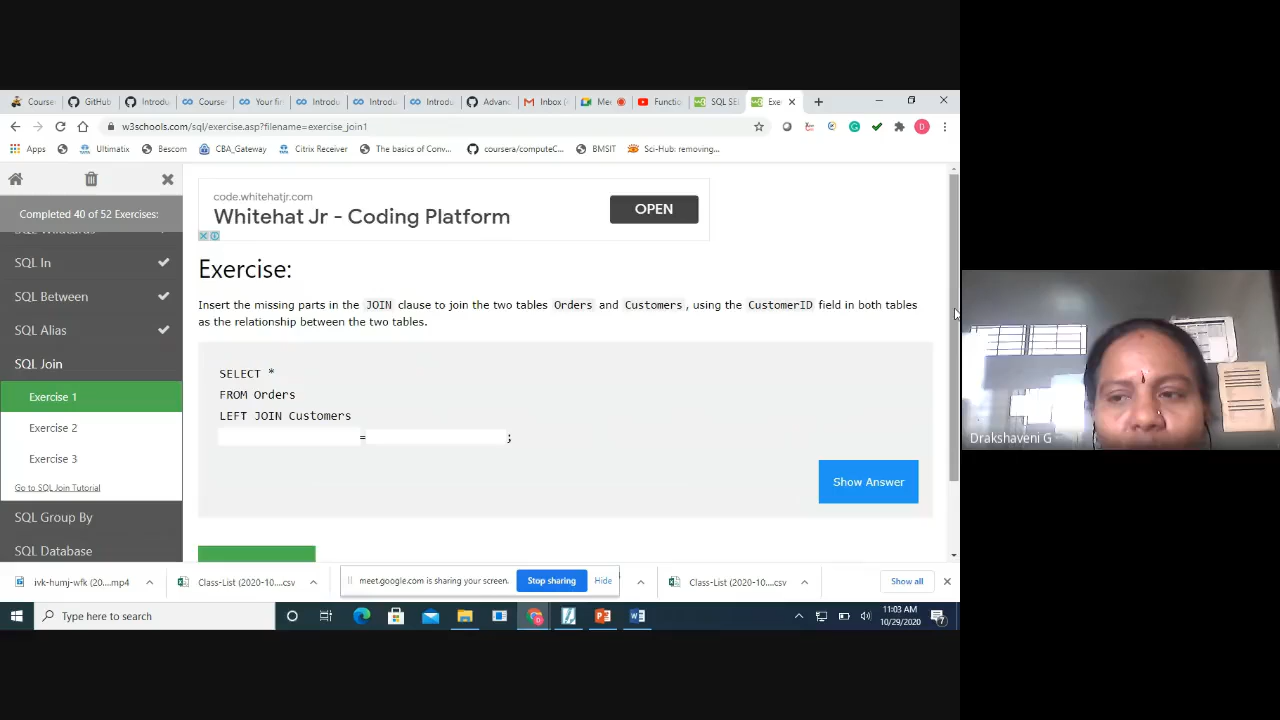 Course
GitHub
Introdu
Course
Your fir
Introdu
Introdu
Introdu
Advanc
Inbox (
Mee
Functio
SQL SE
Exe
w3schools.com/sql/exercise.asp?filename=exercise_join1
Apps
Ultimatix
Bescom
CBA_Gateway
Citrix Receiver
The basics of Conv...
coursera/computeC...
BMSIT
Sci-Hub: removing...
Completed 40 of 52 Exercises:
SQL Wildcards
SQL In
SQL Between
SQL Alias
SQL Join
Exercise 1
Exercise 2
Exercise 3
Go to SQL Join Tutorial
SQL Group By
SQL Database
code.whitehatjr.com
Whitehat Jr - Coding Platform
OPEN
Exercise:
Insert the missing parts in the JOIN clause to join the two tables Orders and Customers, using the CustomerID field in both tables
as the relationship between the two tables.
SELECT *
FROM Orders
LEFT JOIN Customers
=
;
Show Answer
Drakshaveni G
ivk-humj-wfk (20....mp4
Class-List (2020-10....csv
meet.google.com is sharing your screen.
Stop sharing
Hide
Class-List (2020-10....csv
Show all
Type here to search
11:03 AM
10/29/2020
7